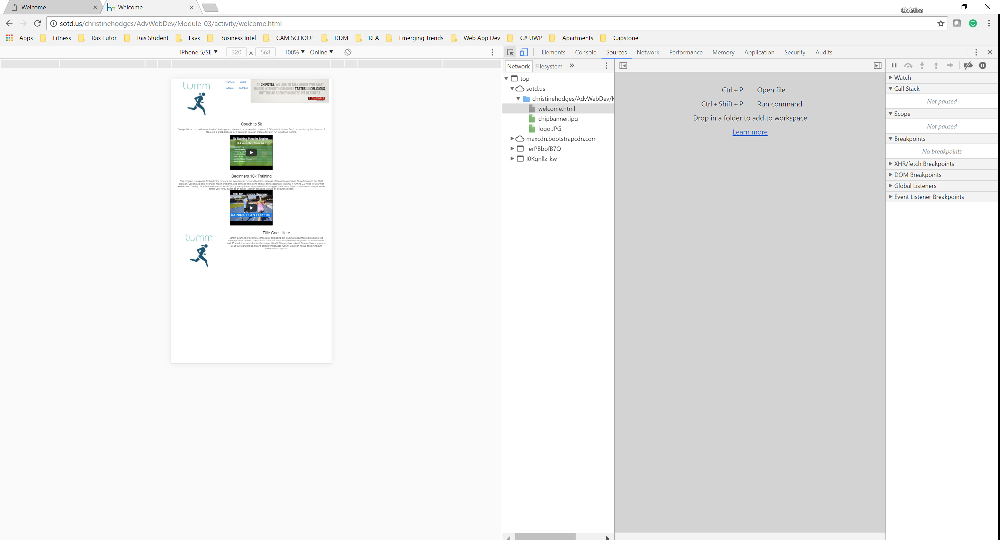 Welcome
Welcome
Christine
sotd.us/christinehodges/AdvWebDev/Module_03/activity/welcome.html
Apps Fitness Ras Tutor Ras Student Favs Business Intel CAM SCHOOL DDM RLA Emerging Trends Web App Dev C# UWP Apartments Capstone
iPhone 5/SE 320 x 568 100% Online
Elements Console Sources Network Performance Memory Application Security Audits
tumm
Runners Bikers
Apparel Nutrition
AT CHIPOTLE, WE LIKE TO TALK ABOUT WHY MEAT
RAISED WITHOUT HORMONES TASTES SO DELICIOUS,
BUT THE AD AGENCY INSISTED WE BE DIRECT.
CHIPOTLE
Couch to 5k
Doing a 5K run can add a new level of challenge and interest to your exercise program. A 5K run is 3.1 miles. Don't be daunted by the distance. A
5K run is a great distance for a beginner. You can prepare for a 5K run in just two months.
5k Training Plan for Beginn...
5k Training Plan - Weeks 1 & 2
Beginners 10k Training
The program is designed for beginning runners, but experienced runners like it too, because of its gentle approach. To participate in this 10-K
program, you should have no major health problems, and perhaps have done at least some jogging or walking. If running 2.5 miles for your first
workout on Tuesday of the first week seems too difficult, you might want to pause before taking your first steps. If you have more than eight weeks
before your 10-K, switch to an easier (shorter) schedule to build an endurance base.
10K 101: Tips for Beginner...
TRAINING PLAN FOR 10K
tumm
Title Goes Here
Lorem ipsum dolor sit amet, consectetur adipiscing elit. Vivamus accumsan odio sit amet leo
ornare porttitor. Aenean consectetur. Curabitur viverra imperdiet elit et gravida. In in fermentum
erat. Phasellus eu sem ut odio ullamcorper blandit. Suspendisse potenti. Suspendisse a augue in
tellus pulvinar ultricies. Mauris porttitor malesuada rutrum. Cras non neque at nisi tincidunt
vestibulum at at purus.
Network Filesystem »
top
sotd.us
christinehodges/AdvWebDev/M
welcome.html
chipbanner.jpg
logo.JPG
maxcdn.bootstrapcdn.com
-erPBbofB7Q
l0Kgnllz-kw
Ctrl + P Open file
Ctrl + Shift + P Run command
Drop in a folder to add to workspace
Learn more
Watch
Call Stack
Not paused
Scope
Not paused
Breakpoints
No breakpoints
XHR/fetch Breakpoints
DOM Breakpoints
Global Listeners
Event Listener Breakpoints